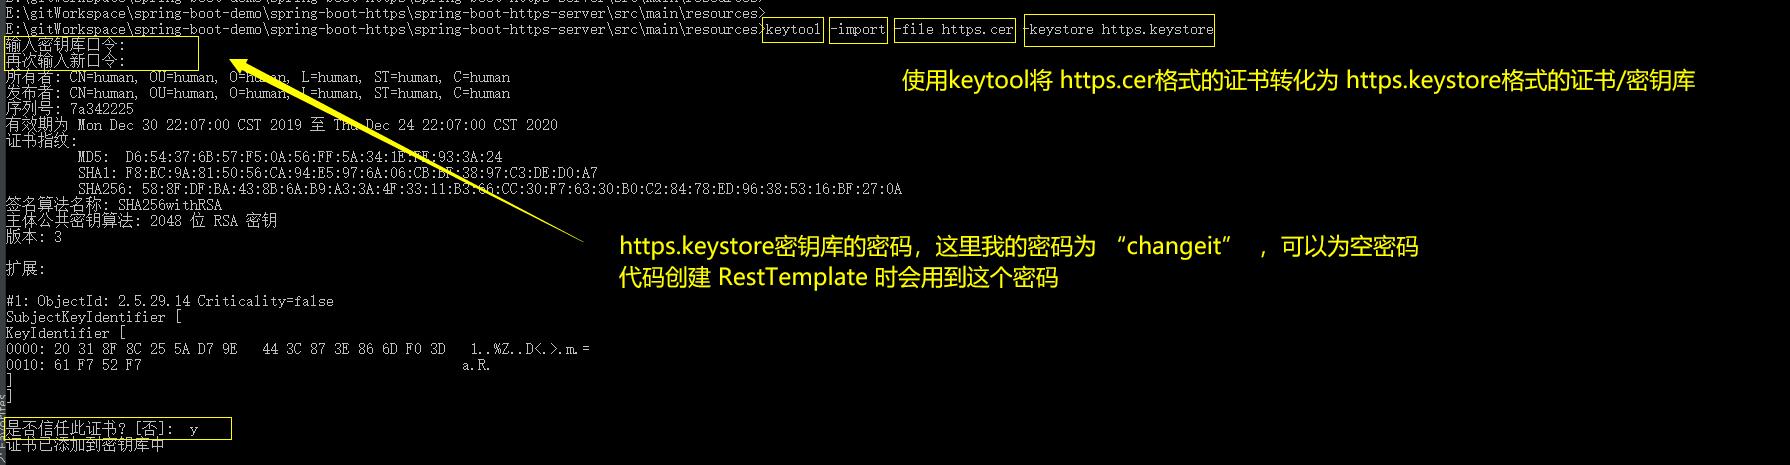 E:\gitWorkspace\spring-boot-demo\spring-boot-https\spring-boot-https-server\src\main\resources>
E:\gitWorkspace\spring-boot-demo\spring-boot-https\spring-boot-https-server\src\main\resources>keytool -import -file https.cer -keystore https.keystore
输入密钥库口令:
再次输入新口令:
所有者: CN=human, OU=human, O=human, L=human, ST=human, C=human
发布者: CN=human, OU=human, O=human, L=human, ST=human, C=human
使用keytool将 https.cer格式的证书转化为 https.keystore格式的证书/密钥库
序列号: 7a342225
有效期为 Mon Dec 30 22:07:00 CST 2019 至 Thu Dec 24 22:07:00 CST 2020
证书指纹:
MD5: D6:54:37:6B:57:F5:0A:56:FF:5A:34:1E:FE:93:3A:24
SHA1: F8:EC:9A:81:50:56:CA:94:E5:97:6A:06:CB:BF:38:97:C3:DE:D0:A7
SHA256: 58:8F:DF:BA:43:8B:6A:B9:A3:3A:4F:33:11:B3:66:CC:30:F7:63:30:B0:C2:84:78:ED:96:38:53:16:BF:27:0A
签名算法名称: SHA256withRSA
主体公共密钥算法: 2048 位 RSA 密钥
版本: 3
https.keystore密钥库的密码，这里我的密码为 “changeit” ，可以为空密码
代码创建 RestTemplate 时会用到这个密码
扩展:
#1: ObjectId: 2.5.29.14 Criticality=false
SubjectKeyIdentifier [
KeyIdentifier [
0000: 20 31 8F 8C 25 5A D7 9E 44 3C 87 3E 86 6D F0 3D 1..%Z..D<.>.m.=
0010: 61 F7 52 F7 a.R.
]
]
是否信任此证书? [否]: y
证书已添加到密钥库中